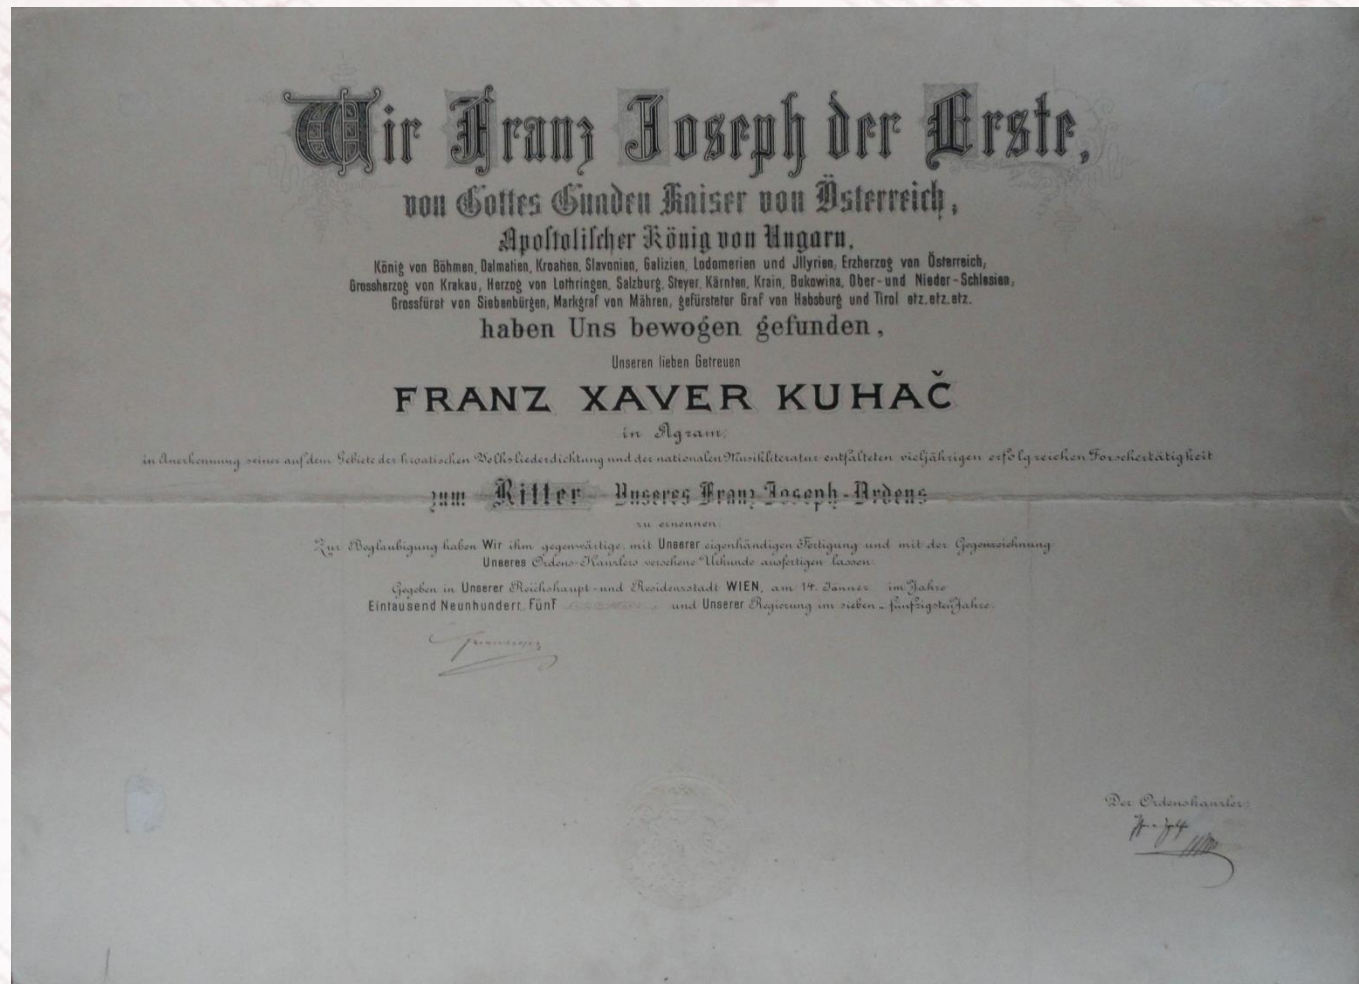 Wir Franz Joseph der Erste,
von Gottes Gnaden Kaiser von Österreich,
Apostolischer König von Ungarn,
König von Böhmen, Dalmatien, Kroatien, Slavonien, Galizien, Lodomerien und Jllyrien, Erzherzog von Österreich,
Grossherzog von Krakau, Herzog von Lothringen, Salzburg, Steyer, Kärnten, Krain, Bukowina, Ober- und Nieder-Schlesien,
Grossfürst von Siebenbürgen, Markgraf von Mähren, gefürsteter Graf von Habsburg und Tirol etz. etz. etz.
haben Uns bewogen gefunden,
Unseren lieben Getreuen
FRANZ XAVER KUHAČ
in Agram,
in Anerkennung seiner auf dem Gebiete der kroatischen Volksliederdichtung und der nationalen Musikliteratur entfalteten vieljährigen erfolgreichen Forschertätigkeit
zum Ritter Unseres Franz Joseph-Ordens
zu ernennen.
Zur Beglaubigung haben Wir ihm gegenwärtige, mit Unserer eigenhändigen Fertigung und mit der Gegenzeichnung
Unseres Ordens-Kanzlers versehene Urkunde ausfertigen lassen.
Gegeben in Unserer Reichshaupt- und Residenzstadt WIEN, am 14. Jänner im Jahre
Eintausend Neunhundert Fünf und Unserer Regierung im sieben-fünfzigsten Jahre.
Der Ordenskanzler: